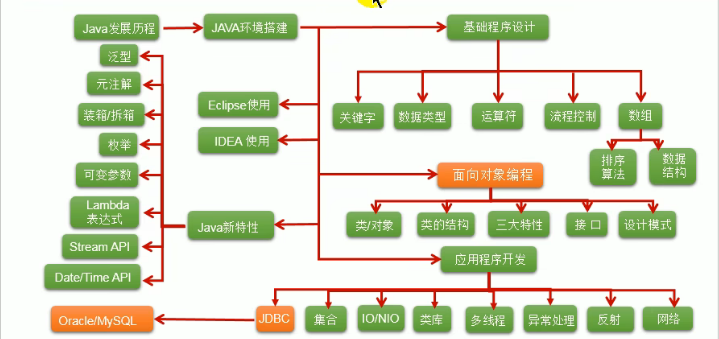 Java发展历程
JAVA环境搭建
基础程序设计
泛型
元注解
装箱/拆箱
枚举
可变参数
Lambda
表达式
Stream API
Date/Time API
Eclipse使用
IDEA 使用
Java新特性
关键字
数据类型
运算符
流程控制
数组
排序
算法
数据
结构
面向对象编程
类/对象
类的结构
三大特性
接 口
设计模式
应用程序开发
Oracle/MySQL
JDBC
集合
IO/NIO
类库
多线程
异常处理
反射
网络